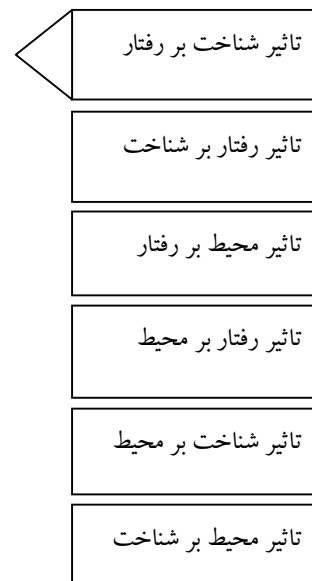 تاثیر شناخت بر رفتار
تاثیر رفتار بر شناخت
تاثیر محیط بر رفتار
تاثیر رفتار بر محیط
تاثیر شناخت بر محیط
تاثیر محیط بر شناخت